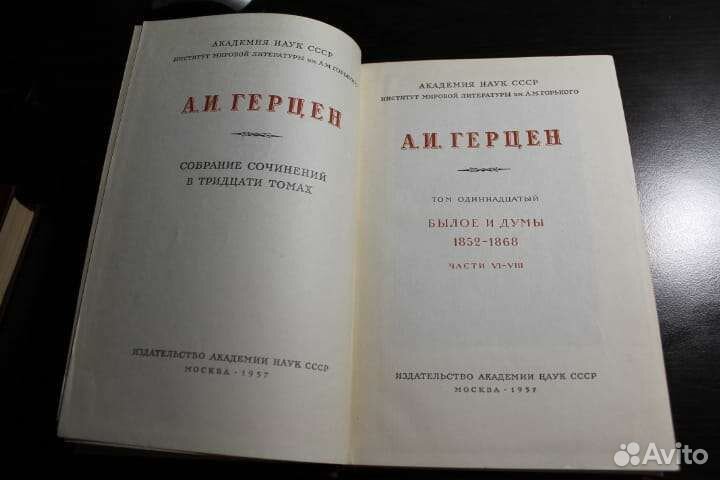 АКАДЕМИЯ НАУК СССР
ИНСТИТУТ МИРОВОЙ ЛИТЕРАТУРЫ им. А.М. ГОРЬКОГО
А.И. ГЕРЦЕН
СОБРАНИЕ СОЧИНЕНИЙ
В ТРИДЦАТИ ТОМАХ
ИЗДАТЕЛЬСТВО АКАДЕМИИ НАУК СССР
МОСКВА · 1957
АКАДЕМИЯ НАУК СССР
ИНСТИТУТ МИРОВОЙ ЛИТЕРАТУРЫ им. А.М. ГОРЬКОГО
А.И. ГЕРЦЕН
ТОМ ОДИННАДЦАТЫЙ
БЫЛОЕ И ДУМЫ
1852-1868
ЧАСТИ VI-VIII
ИЗДАТЕЛЬСТВО АКАДЕМИИ НАУК СССР
МОСКВА · 1957
Avito